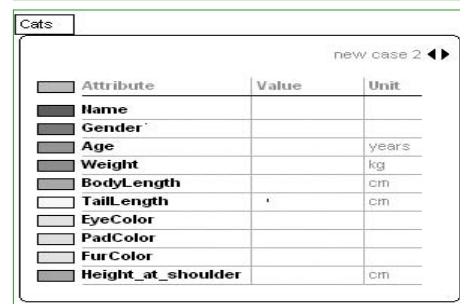 Cats
new case 2
Attribute Value Unit
Name
Gender
Age years
Weight kg
BodyLength cm
TailLength cm
EyeColor
PadColor
FurColor
Height_at_shoulder cm